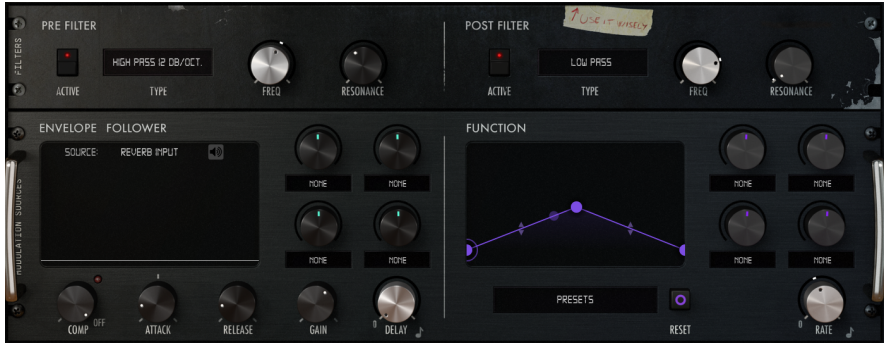 PRE FILTER
POST FILTER
↑ USE IT WISELY
FILTERS
HIGH PASS 12 DB/OCT.
LOW PASS
ACTIVE
TYPE
FREQ
RESONANCE
ACTIVE
TYPE
FREQ
RESONANCE
ENVELOPE FOLLOWER
FUNCTION
SOURCE: REVERB INPUT
MODULATION SOURCES
NONE
NONE
NONE
NONE
NONE
NONE
NONE
NONE
PRESETS
COMP
OFF
ATTACK
RELEASE
GAIN
0 DELAY
RESET
0 RATE